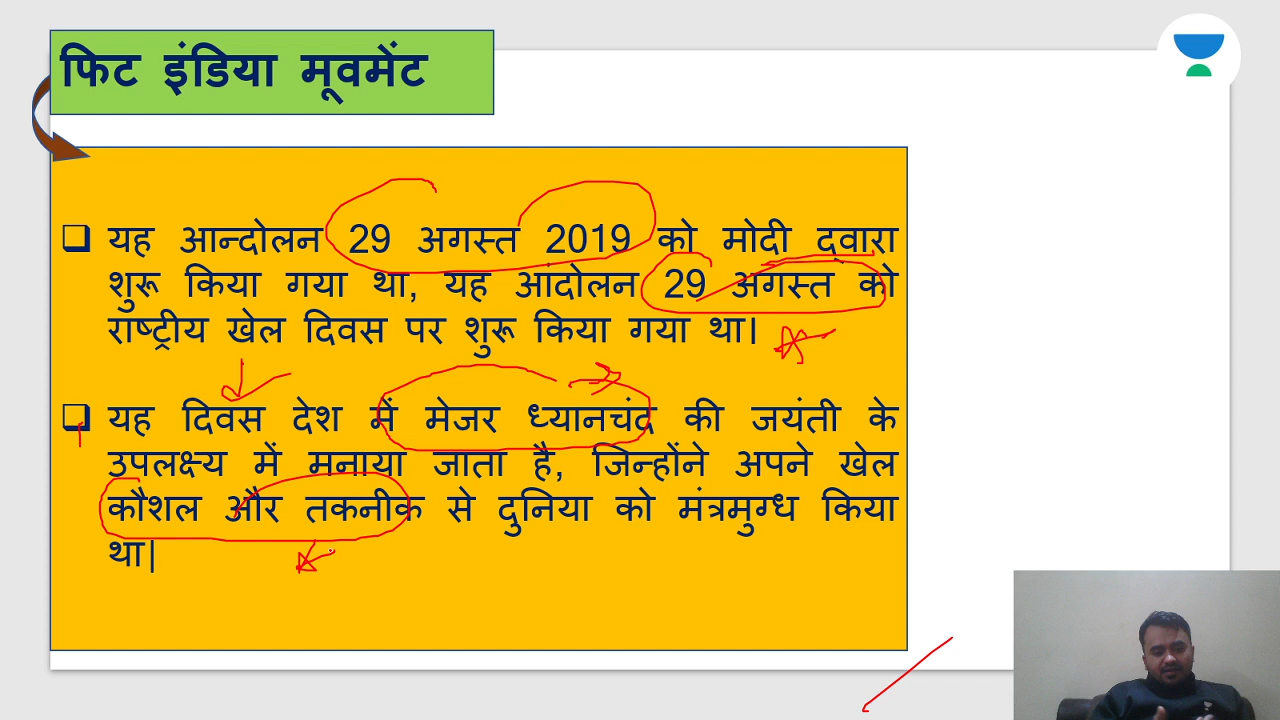 फिट इंडिया मूवमेंट
यह आन्दोलन 29 अगस्त 2019 को मोदी दवारा
शुरू किया गया था, यह आंदोलन 29 अगस्त को
राष्ट्रीय खेल दिवस पर शुरू किया गया था।
यह दिवस देश में मेजर ध्यानचंद की जयंती के
उपलक्ष्य में मनाया जाता है, जिन्होंने अपने खेल
कौशल और तकनीक से दुनिया को मंत्रमुग्ध किया
था|